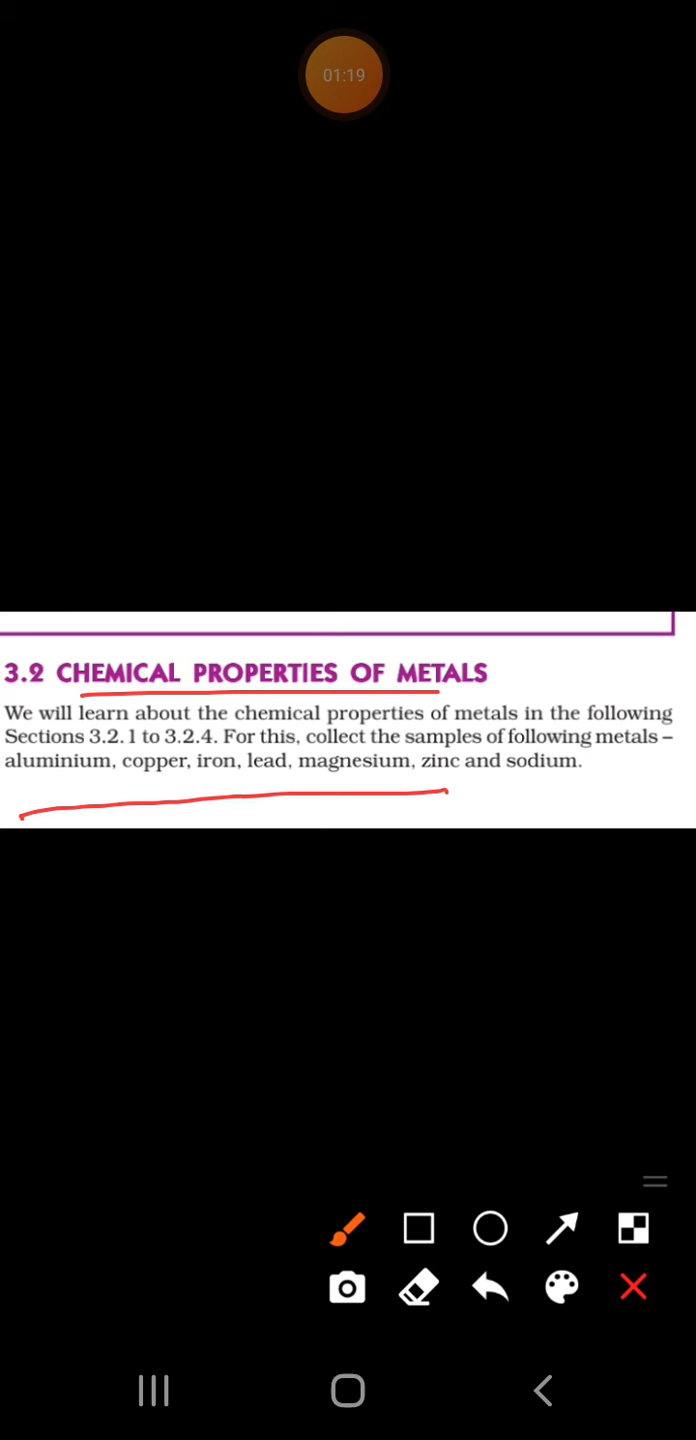 01:19
3.2 CHEMICAL PROPERTIES OF METALS
We will learn about the chemical properties of metals in the following
Sections 3.2.1 to 3.2.4. For this, collect the samples of following metals –
aluminium, copper, iron, lead, magnesium, zinc and sodium.